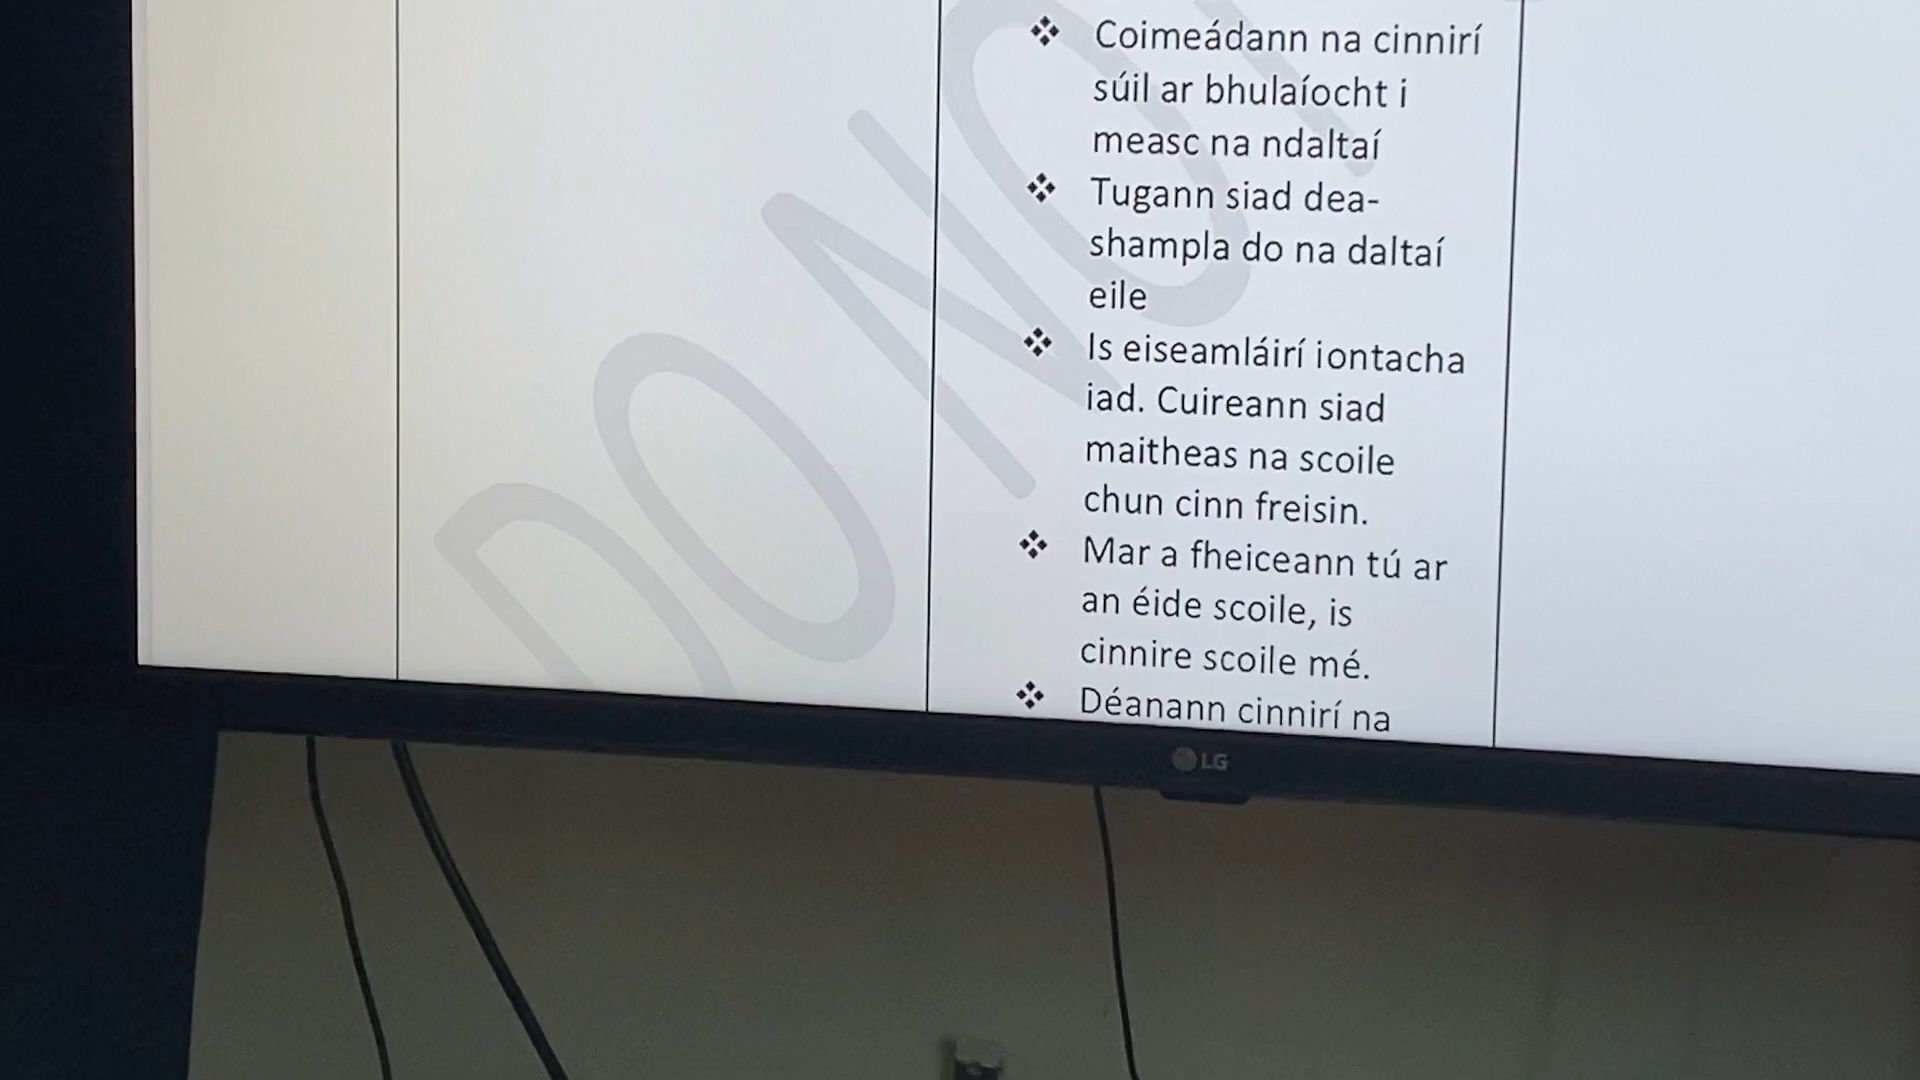 Coimeádann na cinnirí
súil ar bhulaíocht i
measc na ndaltaí
Tugann siad dea-
shampla do na daltaí
eile
Is eiseamláirí iontacha
iad. Cuireann siad
maitheas na scoile
chun cinn freisin.
Mar a fheiceann tú ar
an éide scoile, is
cinnire scoile mé.
Déanann cinnirí na
DO NOT
LG